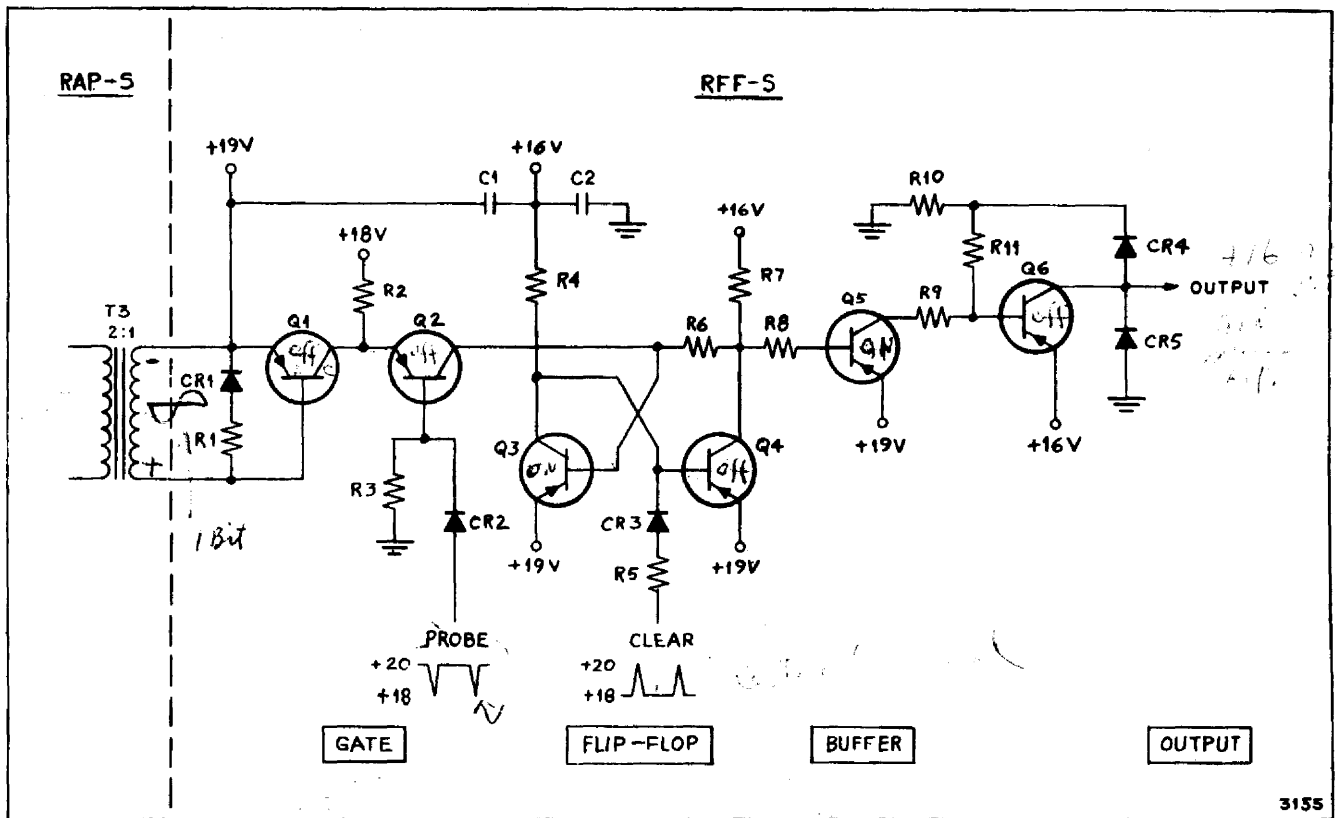 RAP-S
RFF-S
+19V
+16V
C1
C2
+18V
R2
R4
+16V
R7
R10
R11
CR4
OUTPUT
CR5
T3
2:1
-
+
CR1
R1
Q1
off
Q2
off
R6
R8
Q5
ON
R9
Q6
off
+19V
+16V
R3
CR2
Q3
ON
+19V
CR3
R5
Q4
off
+19V
1 Bit
PROBE
+20
+18
CLEAR
+20
+18
GATE
FLIP-FLOP
BUFFER
OUTPUT
3155